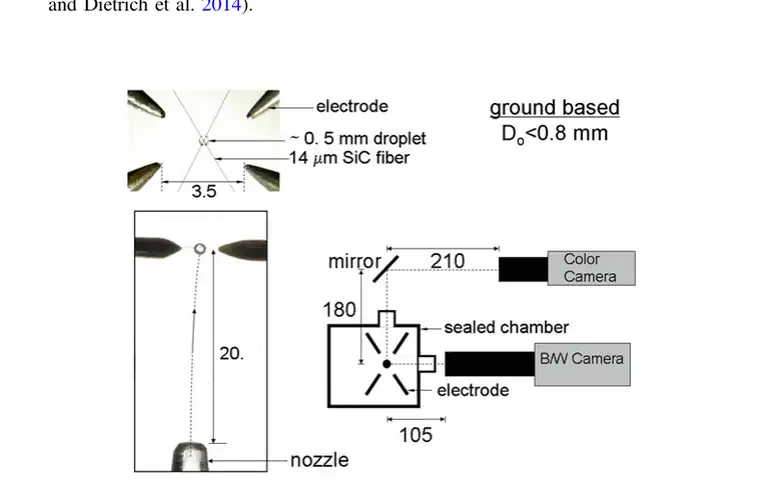 and Dietrich et al. 2014).
electrode
~ 0. 5 mm droplet
14 μm SiC fiber
3.5
ground based
Do<0.8 mm
20.
nozzle
mirror
210
Color
Camera
180
sealed chamber
B/W Camera
electrode
105